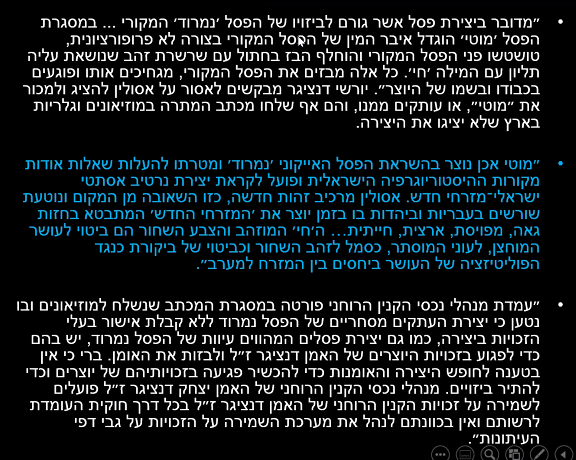 "מדובר ביצירת פסל אשר גורם לביזויו של הפסל 'נמרוד' המקורי ... במסגרת
הפסל 'מוטי' הוגדל איבר המין של הפסל המקורי בצורה לא פרופורציונית,
טושטשו פני הפסל המקורי והוחלף הבז בחתול עם שרשרת זהב שנושאת עליה
תליון עם המילה 'חי'. כל אלה מבזים את הפסל המקורי, מגחיכים אותו ופוגעים
בכבודו ובשמו של היוצר". יורשי דנציגר מבקשים לאסור על אסולין להציג ולמכור
את "מוטי", או עותקים ממנו, והם אף שלחו מכתב המתרה במוזיאונים וגלריות
בארץ שלא יציגו את היצירה.
"מוטי אכן נוצר בהשראת הפסל האייקוני 'נמרוד' ומטרתו להעלות שאלות אודות
מקורות ההיסטוריוגרפיה הישראלית ופועל לקראת יצירת נרטיב אסתטי
ישראלי־מזרחי חדש. אסולין מרכיב זהות חדשה, כזו השאובה מן המקום ונוטעת
שורשים בעבריות וביהדות בו בזמן יוצר את 'המזרחי החדש' המתבטא בחזות
גאה, מפויסת, ארצית, חייתית... ה'חי' המוזהב והצבע השחור הם ביטוי לעושר
המוחצן, לעוני המוסתר, כסמל לזהב השחור וכביטוי של ביקורת כנגד
הפוליטיזציה של העושר ביחסים בין המזרח למערב".
"עמדת מנהלי נכסי הקנין הרוחני פורטה במסגרת המכתב שנשלח למוזיאונים ובו
נטען כי יצירת העתקים מסחריים של הפסל נמרוד ללא קבלת אישור בעלי
הזכויות ביצירה, כמו גם יצירת פסלים המהווים עיוות של הפסל נמרוד, יש בהם
כדי לפגוע בזכויות היוצרים של האמן דנציגר ז"ל ולבזות את האומן. ברי כי אין
בטענה לחופש היצירה והאומנות כדי להכשיר פגיעה בזכויותיהם של יוצרים וכדי
להתיר ביזויים. מנהלי נכסי הקנין הרוחני של האמן יצחק דנציגר ז"ל פועלים
לשמירה על זכויות הקנין הרוחני של האמן דנציגר ז"ל בכל דרך חוקית העומדת
לרשותם ואין בכוונתם לנהל את מערכת השמירה על הזכויות על גבי דפי
העיתונות".